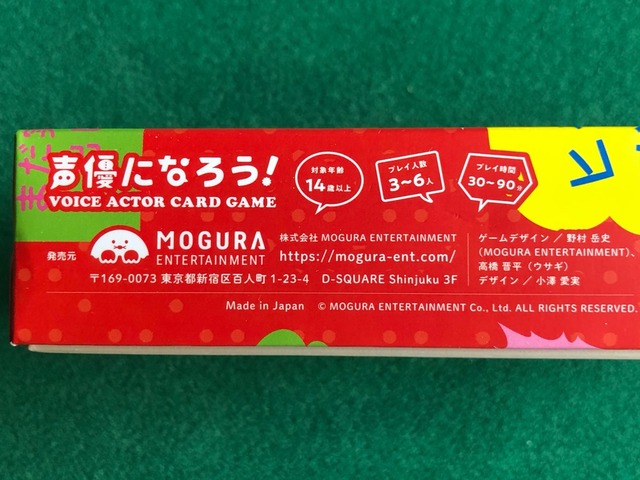 声優になろう!
VOICE ACTOR CARD GAME
対象年齢
14歳以上
プレイ人数
3〜6人
プレイ時間
30〜90分
発売元
MOGURA
ENTERTAINMENT
株式会社 MOGURA ENTERTAINMENT
https://mogura-ent.com/
〒169-0073 東京都新宿区百人町 1-23-4 D-SQUARE Shinjuku 3F
ゲームデザイン / 野村 岳史
(MOGURA ENTERTAINMENT)、
高橋 晋平 (ウサギ)
デザイン / 小澤 愛実
Made in Japan © MOGURA ENTERTAINMENT Co., Ltd. ALL RIGHTS RESERVED.